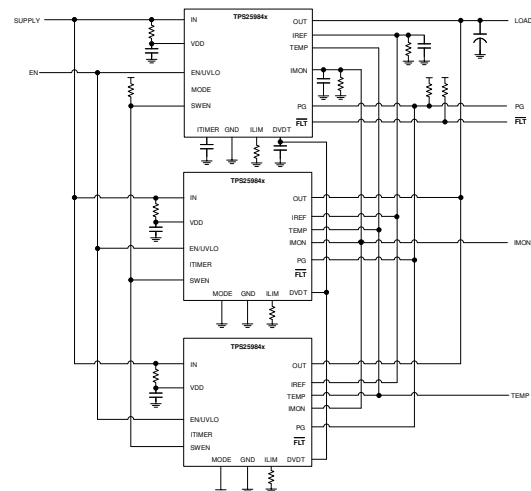 TPS25984x
SUPPLY
IN
OUT
LOAD
IREF
VDD
TEMP
EN
EN/UVLO
IMON
MODE
SWEN
PG
PG
FLT
FLT
ITIMER
GND
ILIM
DVDT
TPS25984x
IN
OUT
VDD
IREF
TEMP
EN/UVLO
IMON
IMON
ITIMER
PG
SWEN
FLT
MODE
GND
ILIM
DVDT
TPS25984x
IN
OUT
VDD
IREF
TEMP
TEMP
IMON
EN/UVLO
PG
ITIMER
FLT
SWEN
MODE
GND
ILIM
DVDT